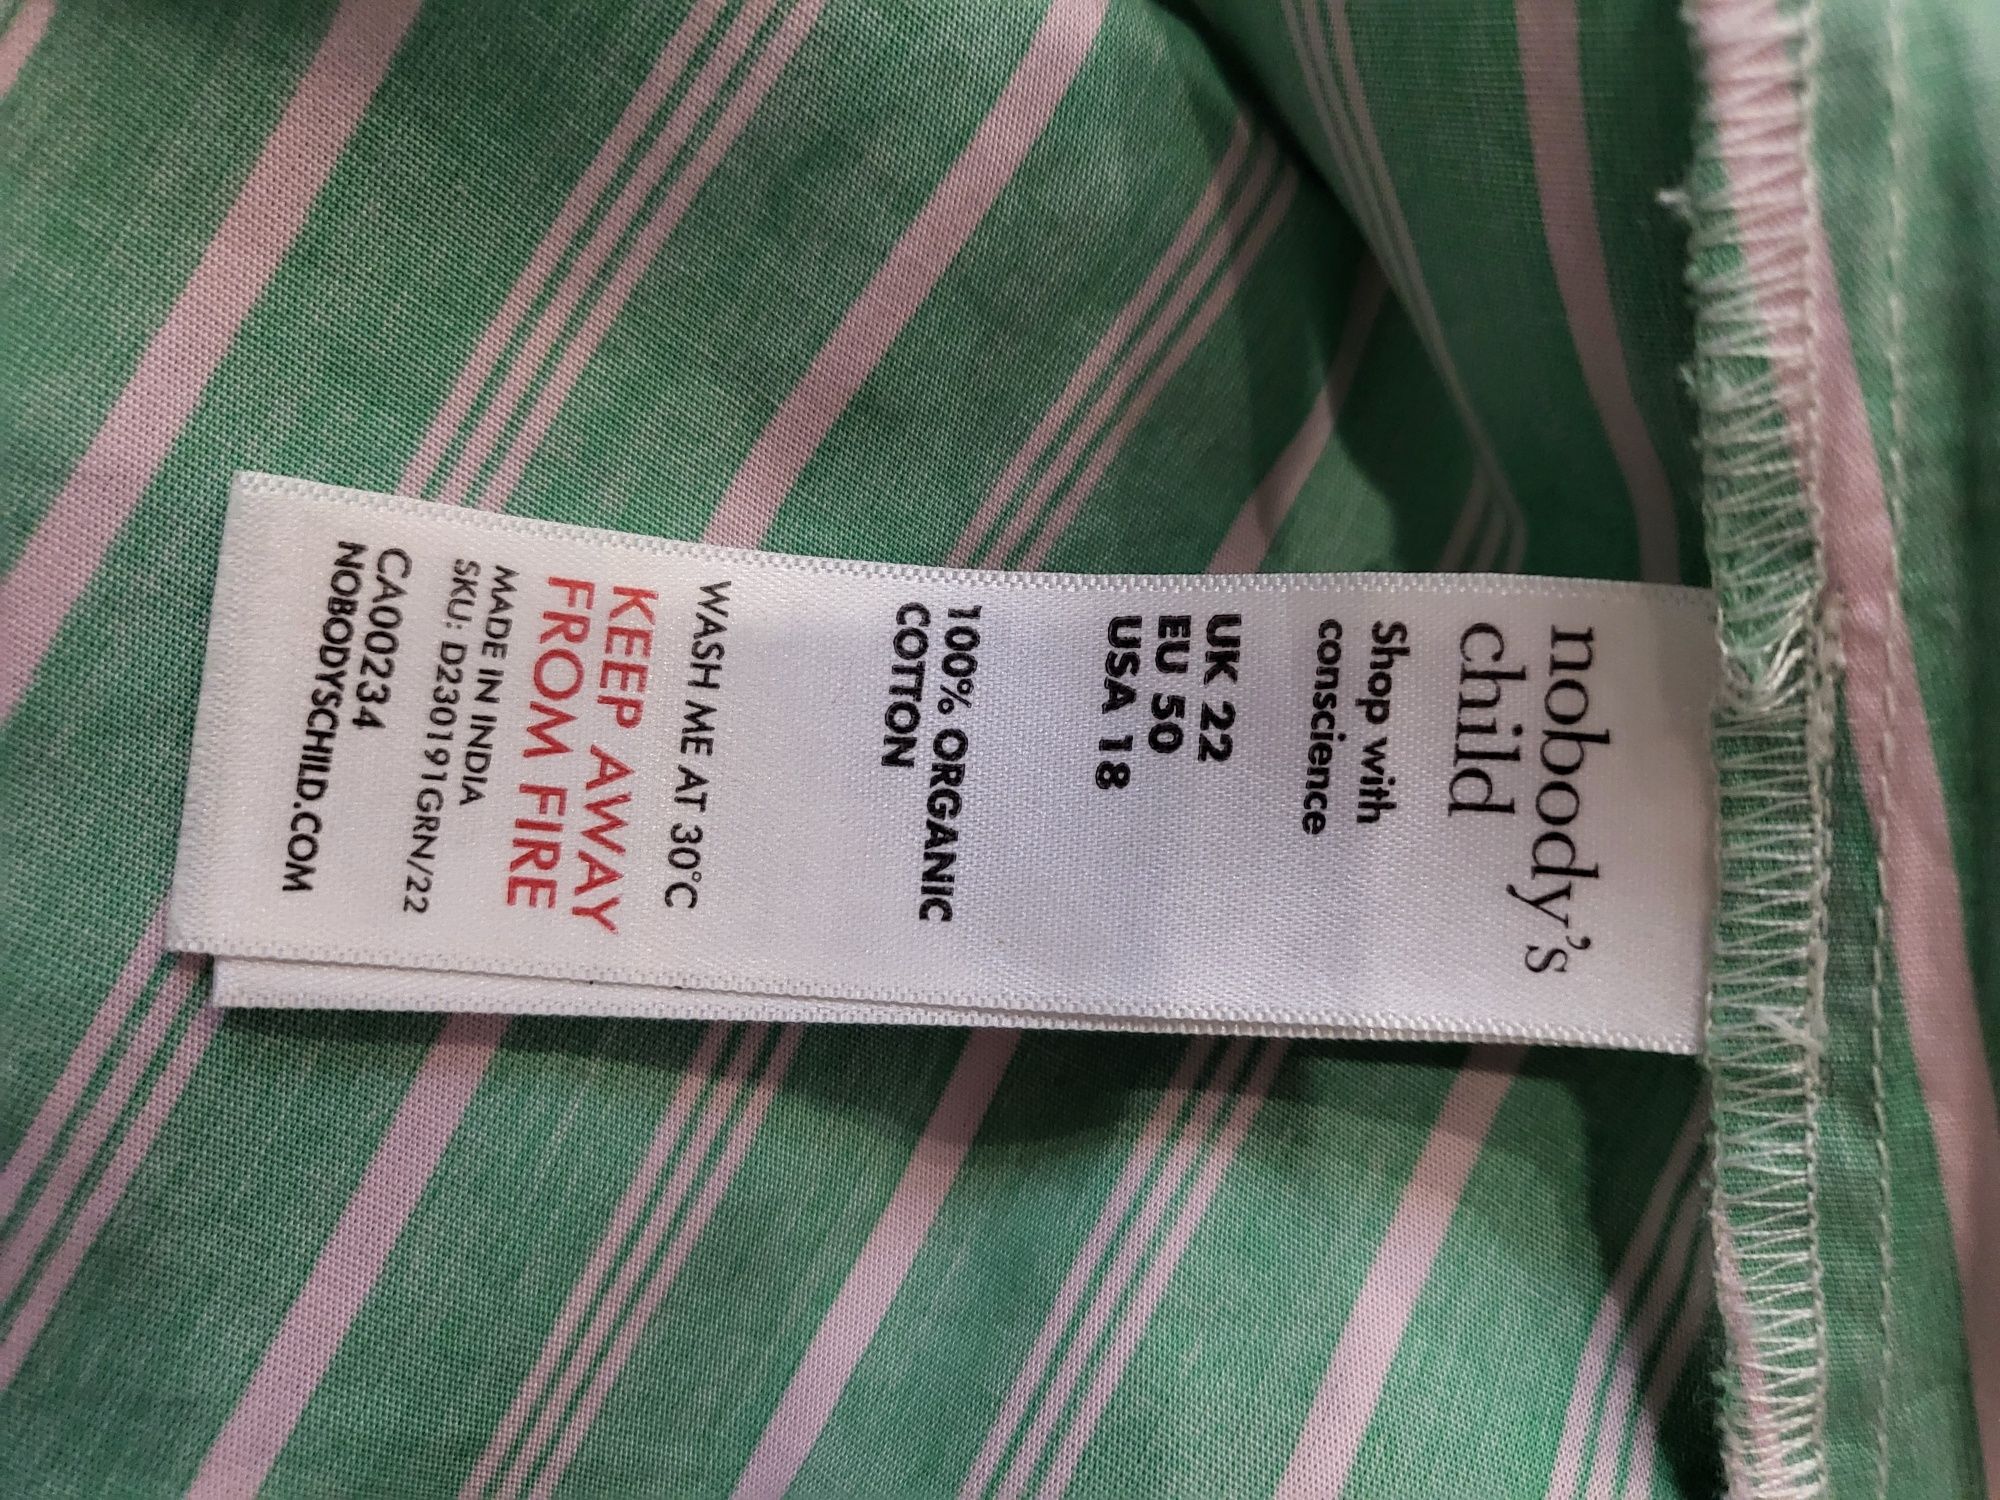 nobody's
child
Shop with
conscience
UK 22
EU 50
USA 18
100% ORGANIC
COTTON
WASH ME AT 30°C
KEEP AWAY
FROM FIRE
MADE IN INDIA
SKU: D230191GRN/22
CA000234
NOBODYSCHILD.COM